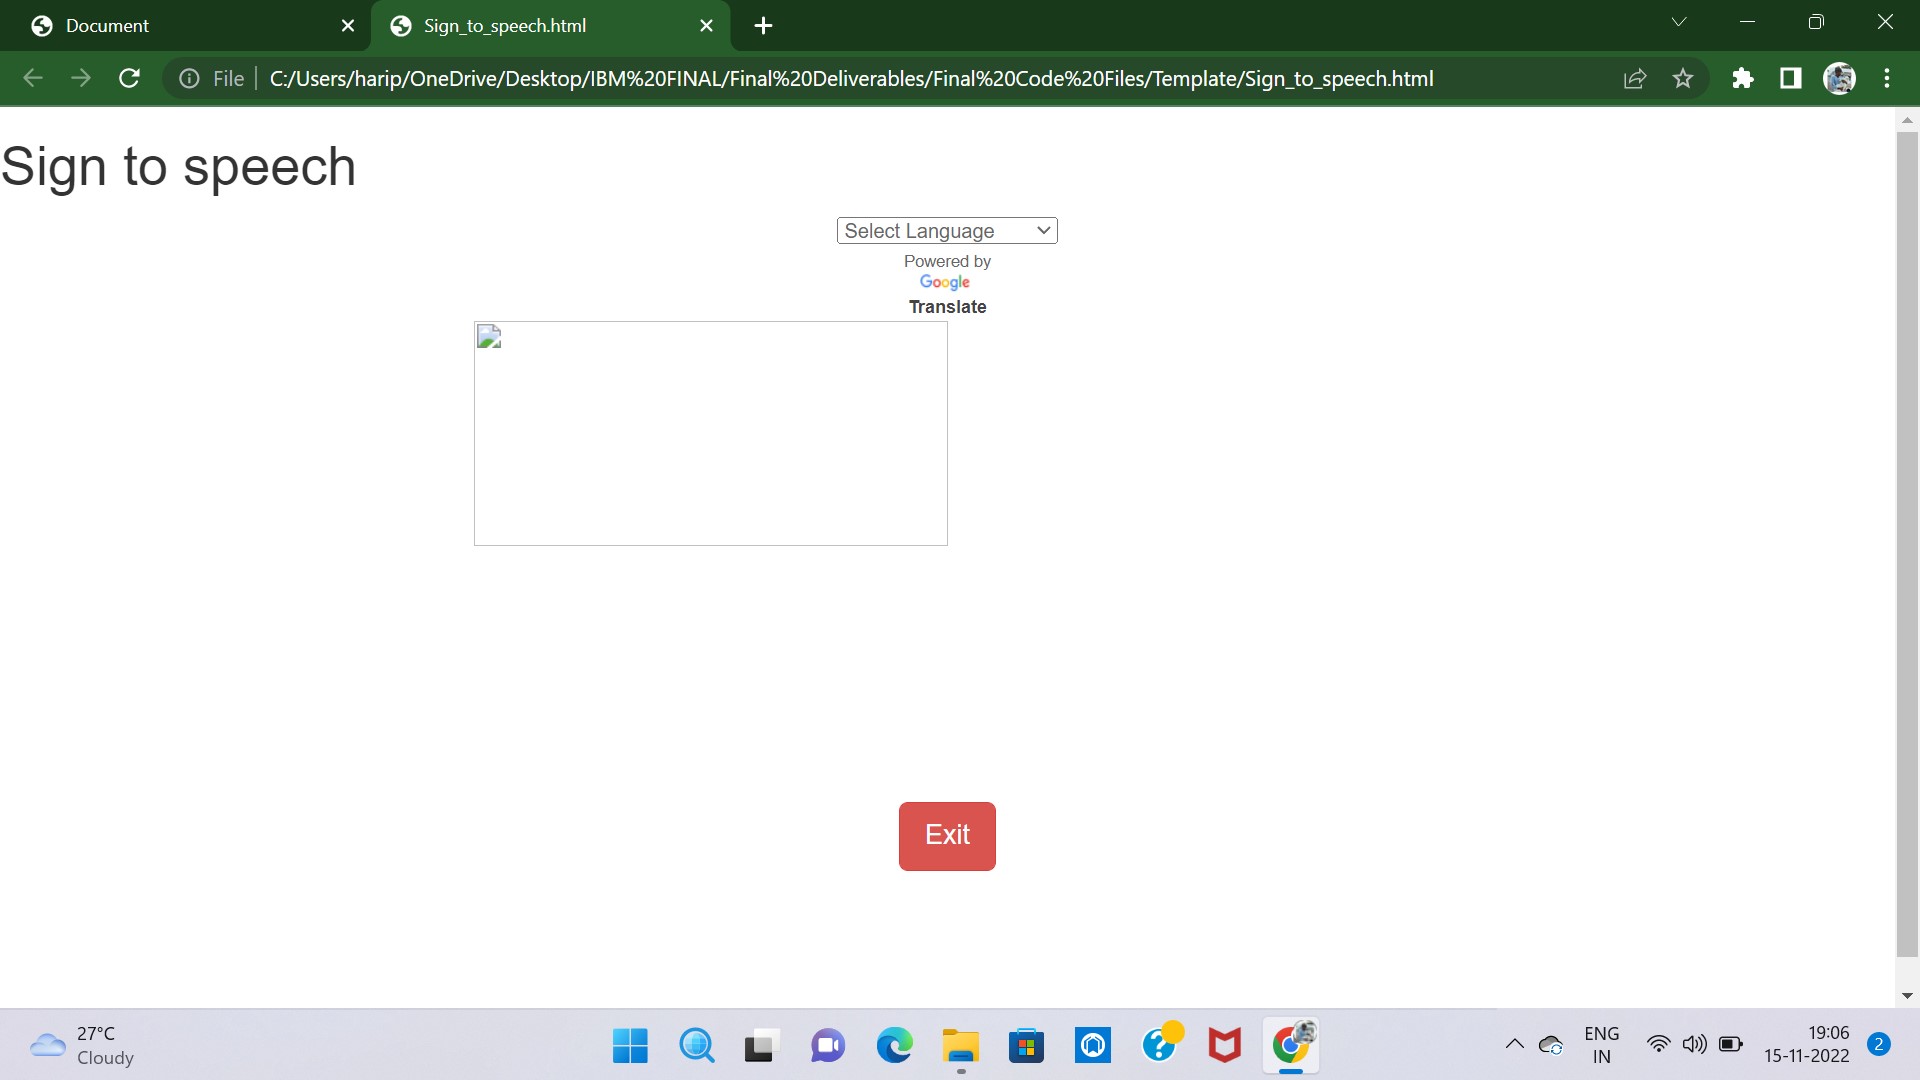 Document
Sign_to_speech.html
File
C:/Users/harip/OneDrive/Desktop/IBM%20FINAL/Final%20Deliverables/Final%20Code%20Files/Template/Sign_to_speech.html
Sign to speech
Select Language
Powered by
Google
Translate
Exit
27°C
Cloudy
ENG
IN
19:06
15-11-2022
2